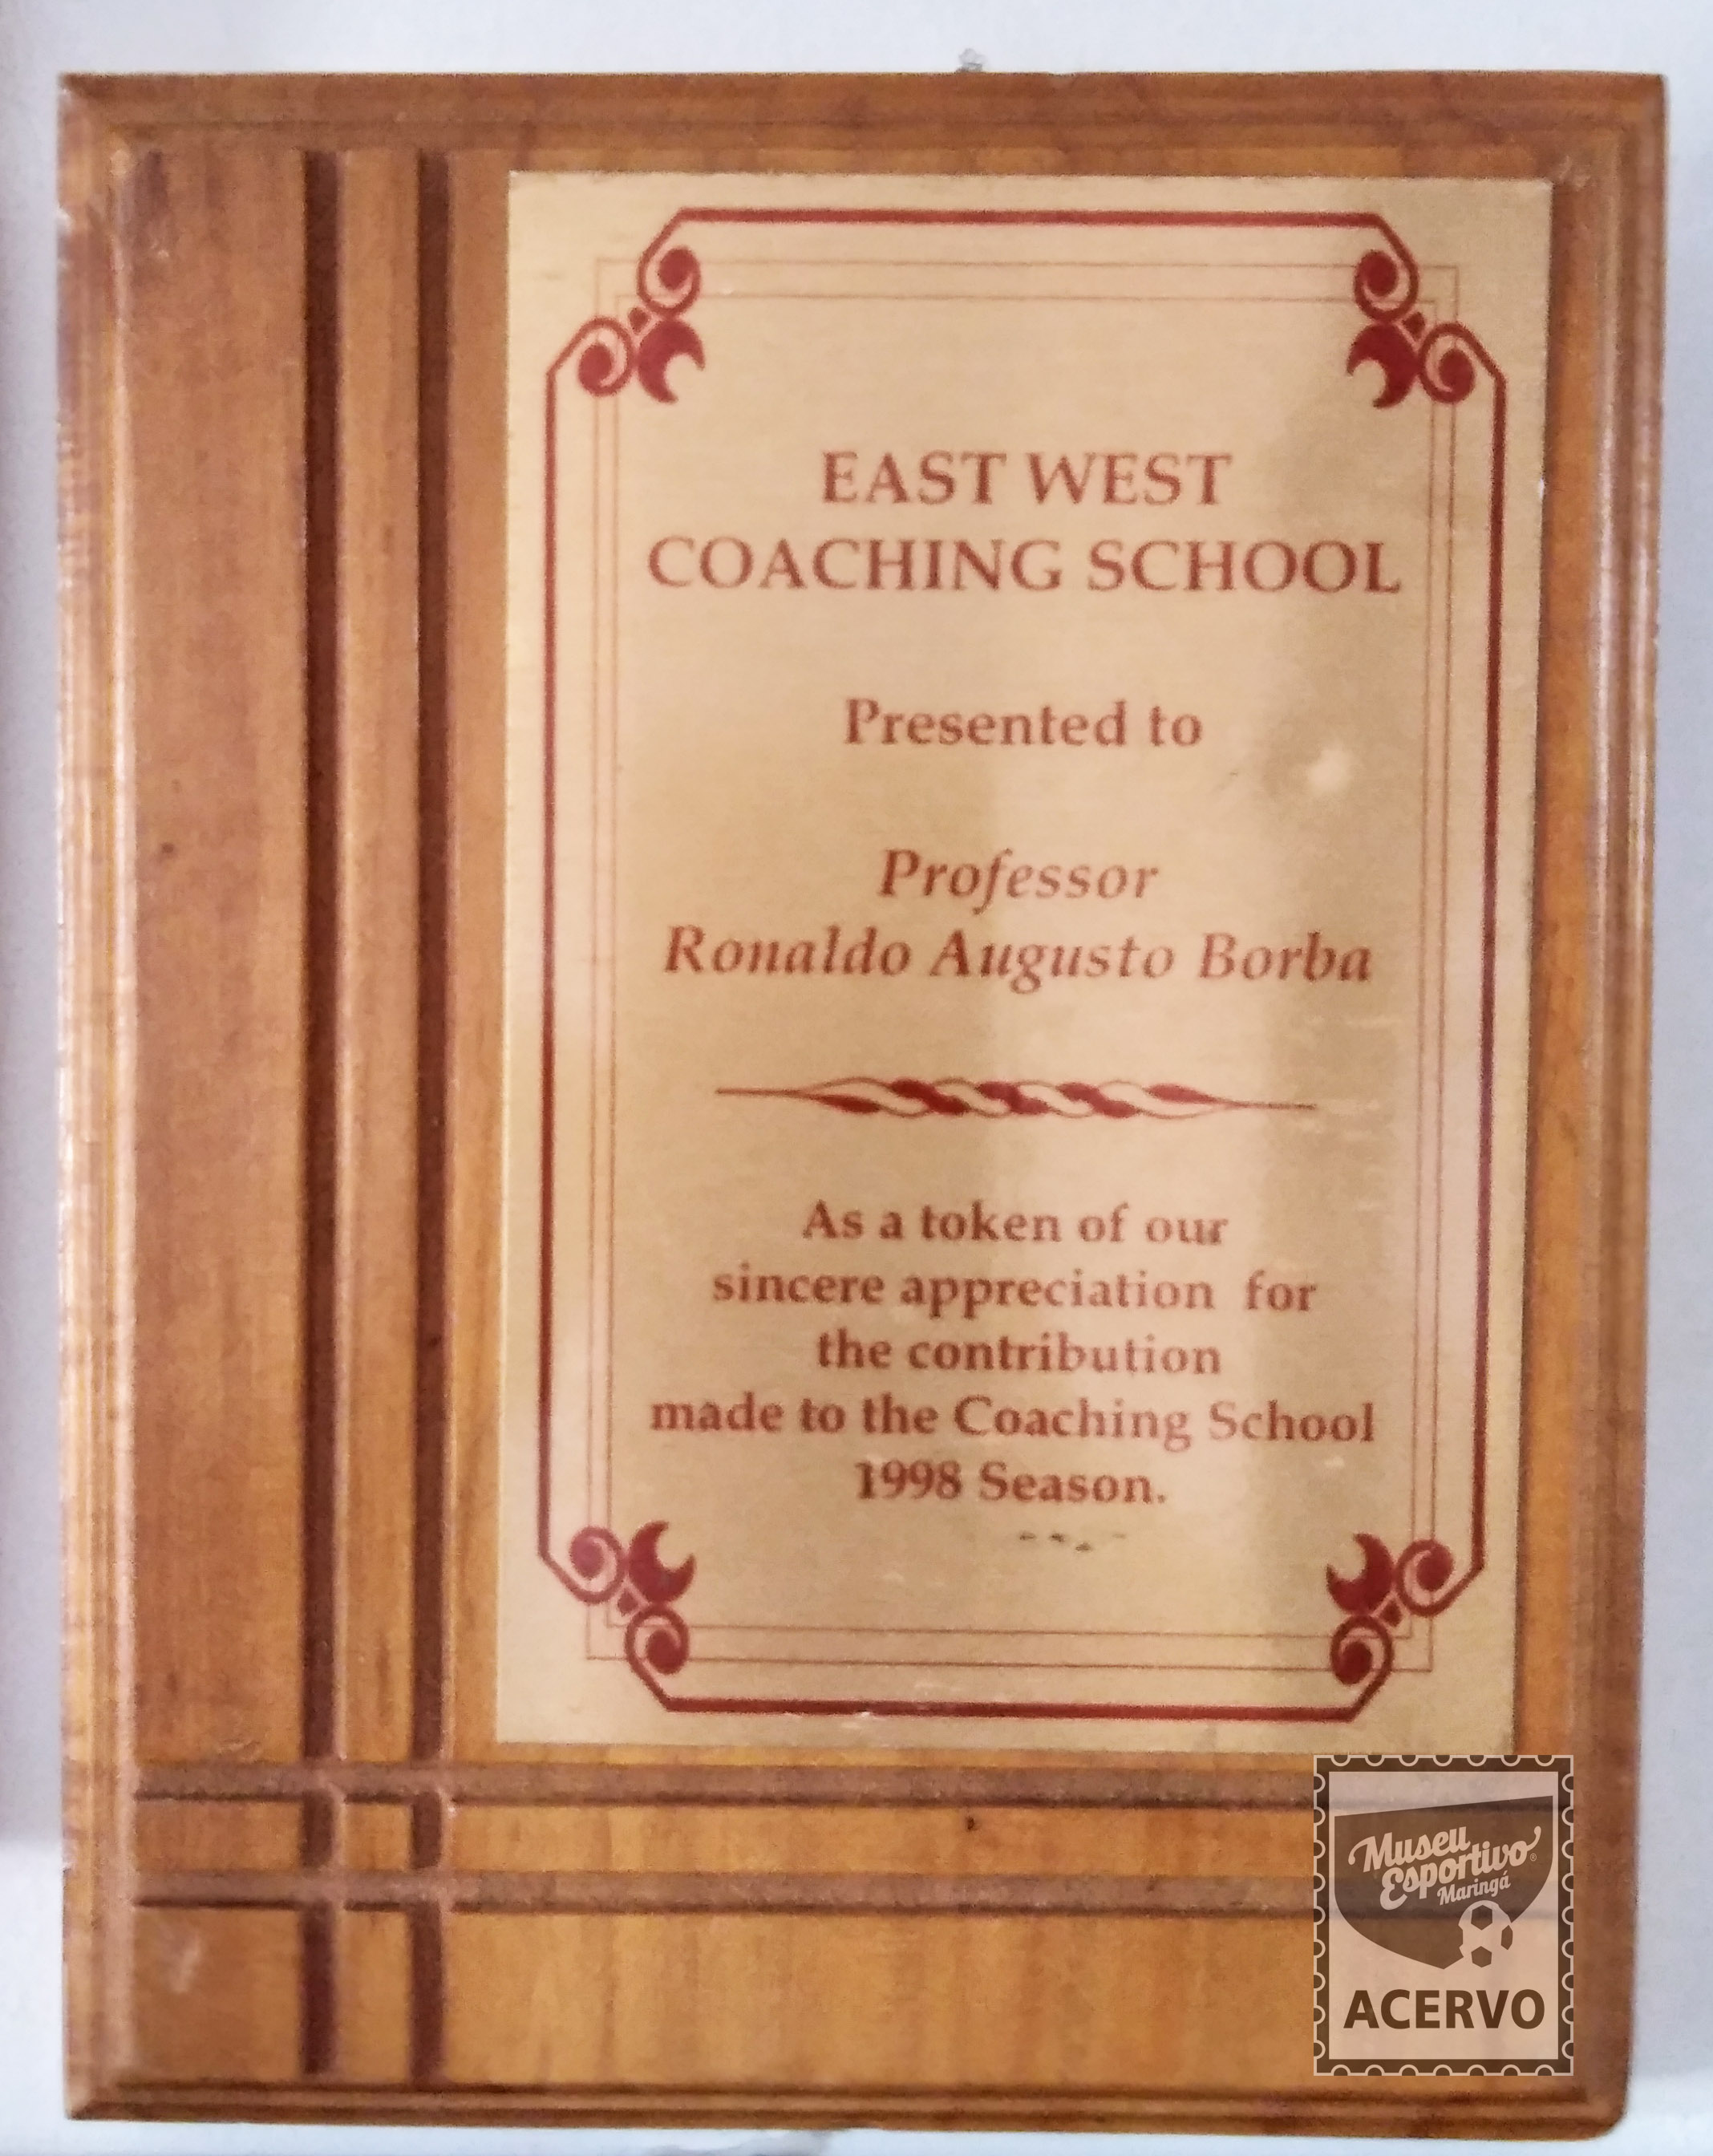 EAST WEST
COACHING SCHOOL
Presented to
Professor
Ronaldo Augusto Borba
As a token of our
sincere appreciation for
the contribution
made to the Coaching School
1998 Season.
Museu
Esportivo
Maringá
ACERVO